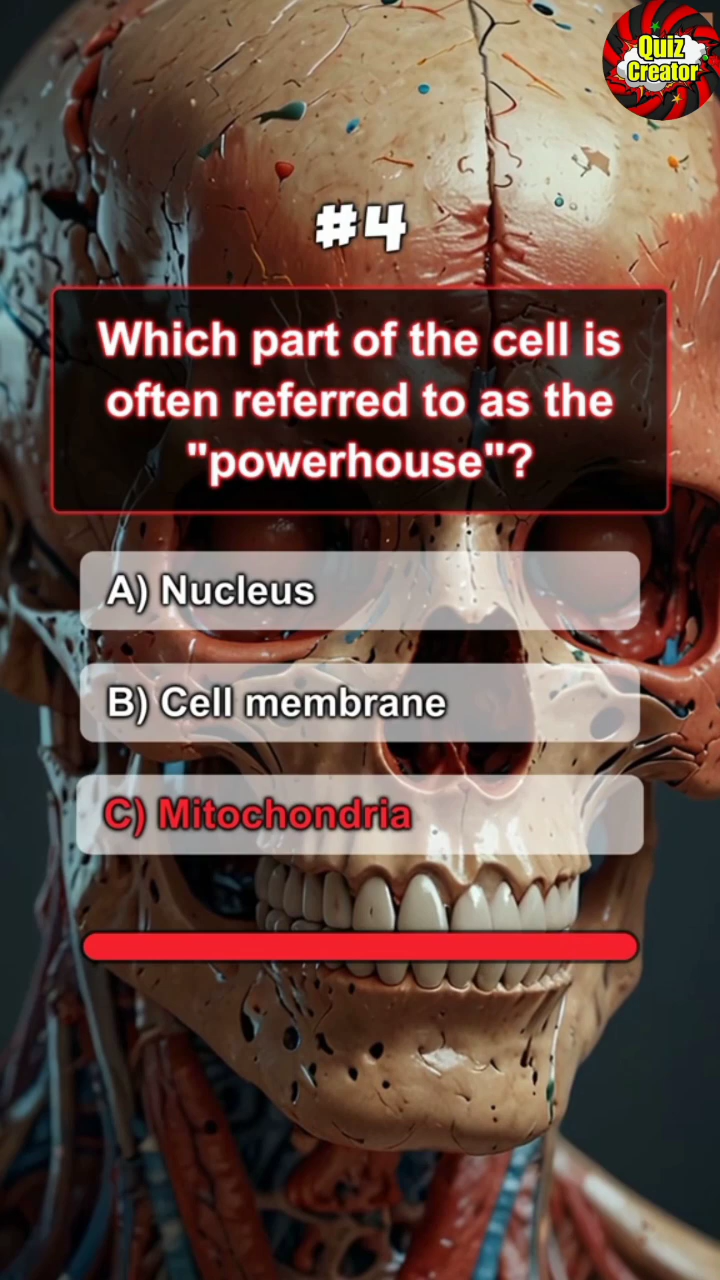 Quiz
Creator
#4
Which part of the cell is
often referred to as the
"powerhouse"?
A) Nucleus
B) Cell membrane
C) Mitochondria